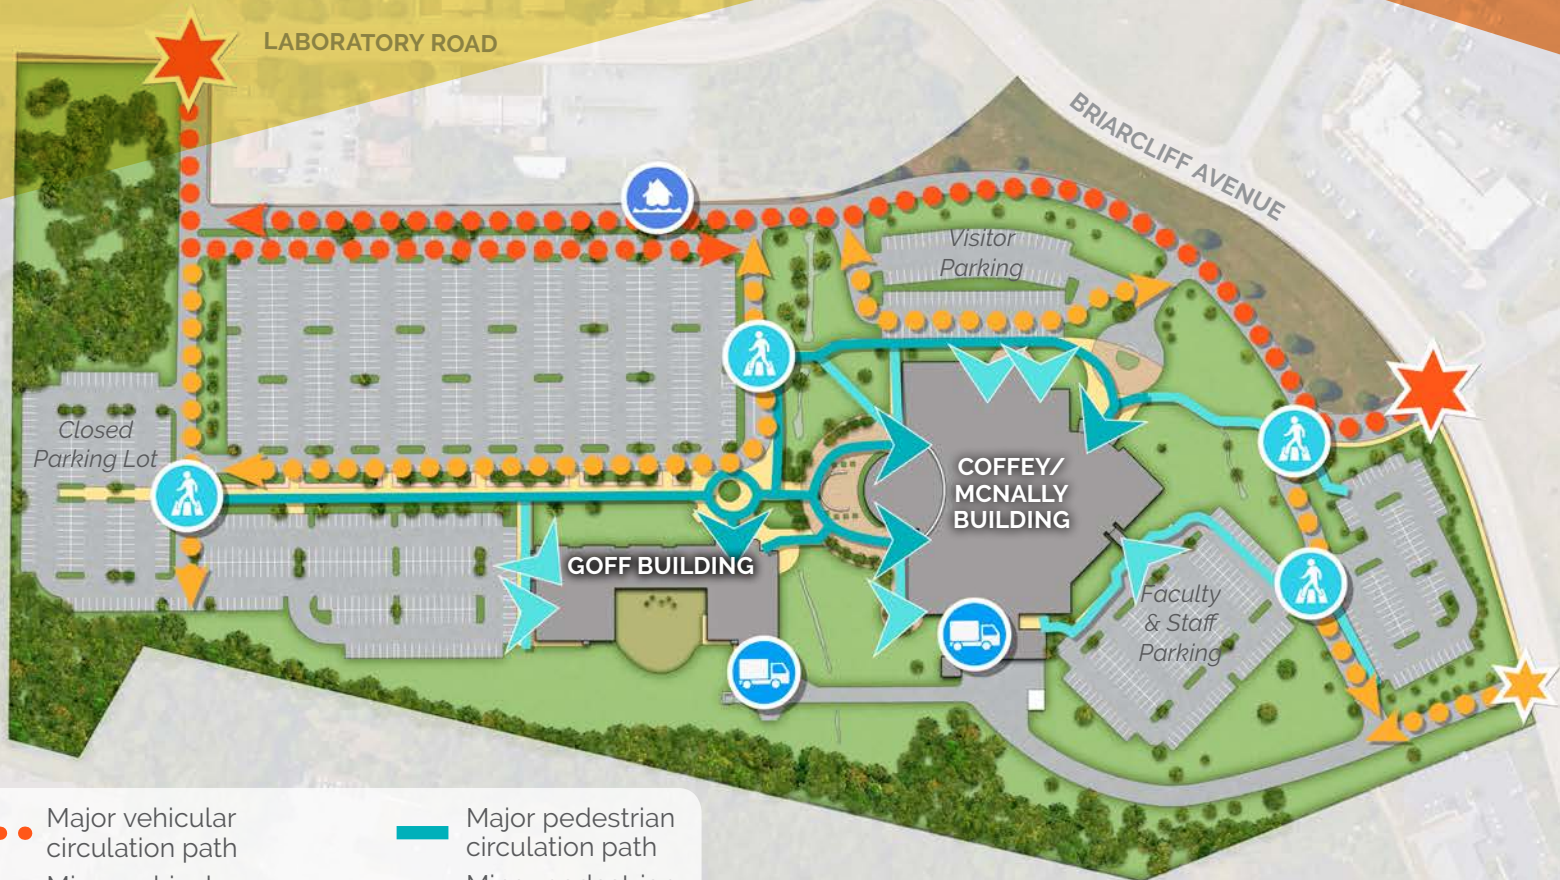 LABORATORY ROAD
BRIARCLIFF AVENUE
Visitor
Parking
Closed
Parking Lot
COFFEY/
MCNALLY
BUILDING
GOFF BUILDING
Faculty
& Staff
Parking
Major vehicular
circulation path
Major pedestrian
circulation path